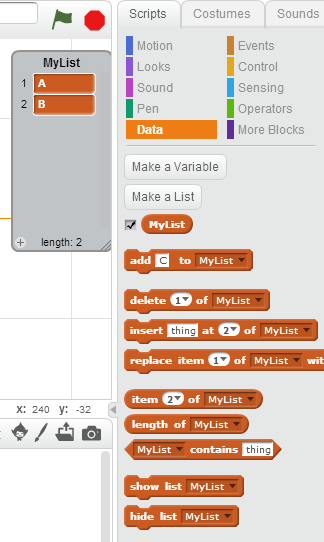 MyList
1 A
2 B
+ length: 2
x: 240 y: -32
Scripts Costumes Sounds
Motion Events
Looks Control
Sound Sensing
Pen Operators
Data More Blocks
Make a Variable
Make a List
MyList
add C to MyList
delete 1 of MyList
insert thing at 2 of MyList
replace item 1 of MyList wit
item 2 of MyList
length of MyList
MyList contains thing
show list MyList
hide list MyList